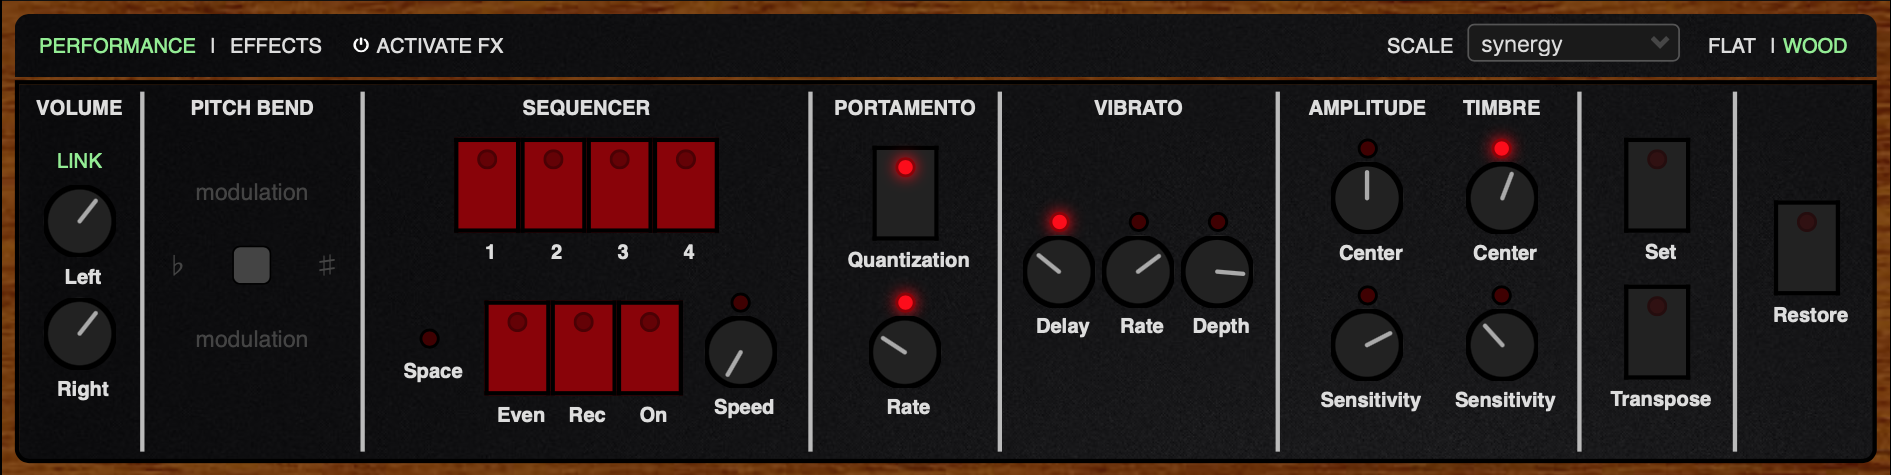 PERFORMANCE | EFFECTS ACTIVATE FX SCALE synergy FLAT | WOOD
VOLUME PITCH BEND SEQUENCER PORTAMENTO VIBRATO AMPLITUDE TIMBRE
LINK
Left
Right
modulation
♭ ♯
modulation
1 2 3 4
Space Even Rec On Speed
Quantization
Rate
Delay Rate Depth
Center Center
Sensitivity Sensitivity
Set
Transpose
Restore